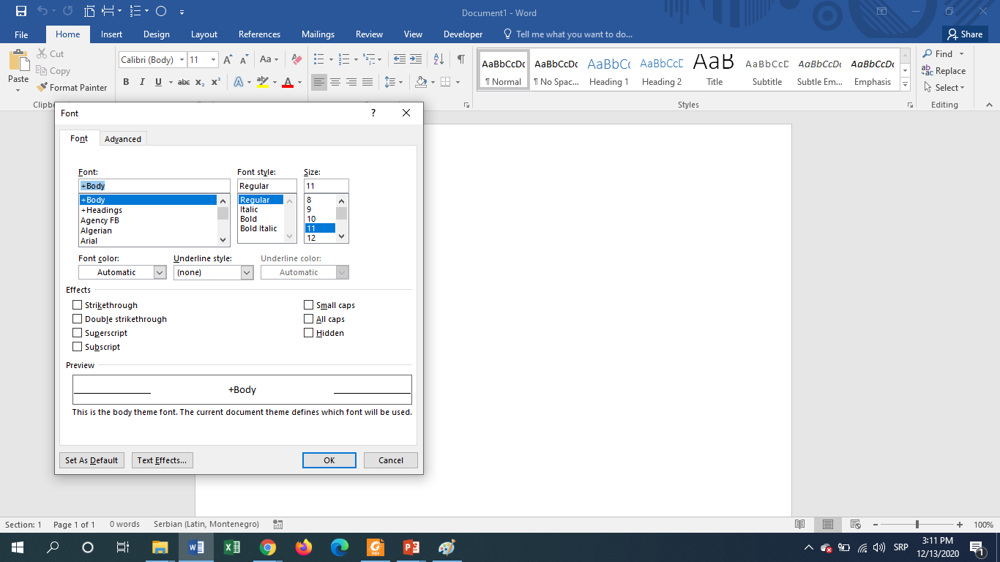 Document1 - Word
File Home Insert Design Layout References Mailings Review View Developer Tell me what you want to do... Share
Paste
Cut
Copy
Format Painter
Calibri (Body) 11 Aa
B I U abc X₂ X² A ab A
AaBbCcDc AaBbCcDc AaBbCc AaBbCcD AaB AaBbCcD AaBbCcDc AaBbCcDc
¶ Normal ¶ No Spac... Heading 1 Heading 2 Title Subtitle Subtle Em... Emphasis
Find
Replace
Select
Clipb Styles Editing
Font ?
Font Advanced
Font: Font style: Size:
+Body Regular 11
+Body Regular 8
+Headings Italic 9
Agency FB Bold 10
Algerian Bold Italic 11
Arial 12
Font color: Underline style: Underline color:
Automatic (none) Automatic
Effects
Strikethrough Small caps
Double strikethrough All caps
Superscript Hidden
Subscript
Preview
+Body
This is the body theme font. The current document theme defines which font will be used.
Set As Default Text Effects... OK Cancel
Section: 1 Page 1 of 1 0 words Serbian (Latin, Montenegro) 100%
SRP 3:11 PM
12/13/2020
1